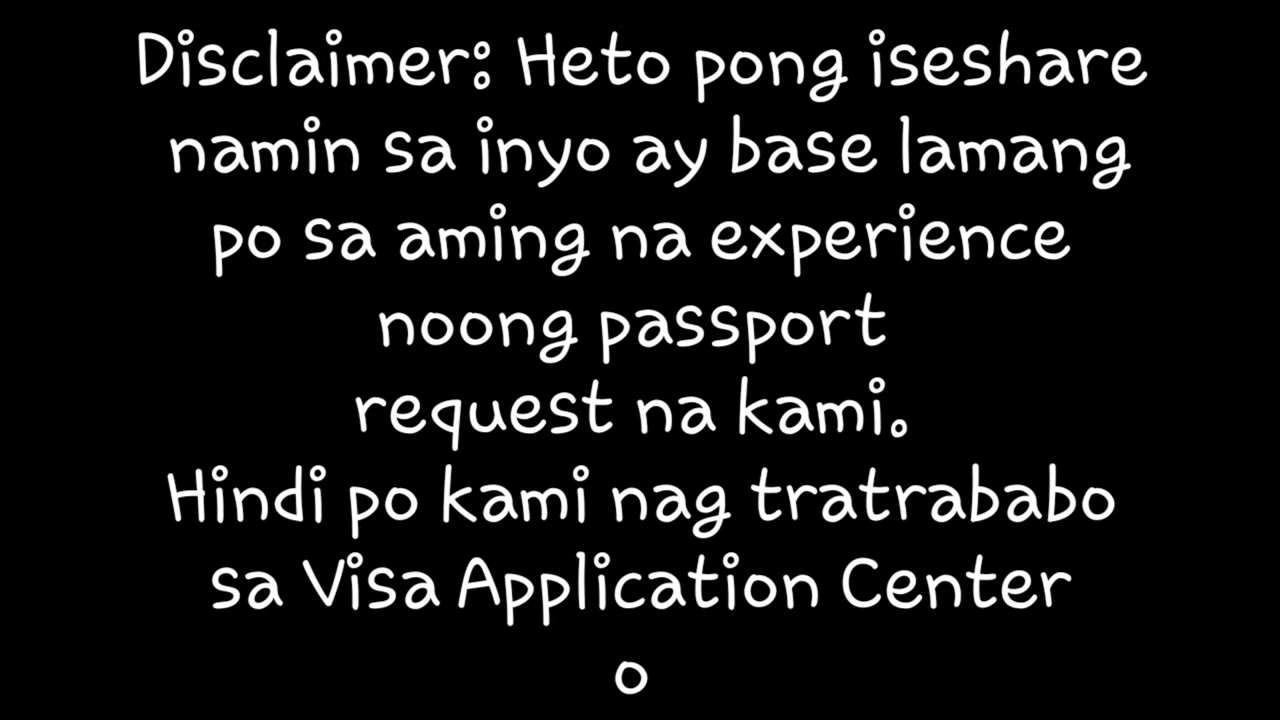 Disclaimer: Heto pong iseshare
namin sa inyo ay base lamang
po sa aming na experience
noong passport
request na kami.
Hindi po kami nag tratrababo
sa Visa Application Center
o